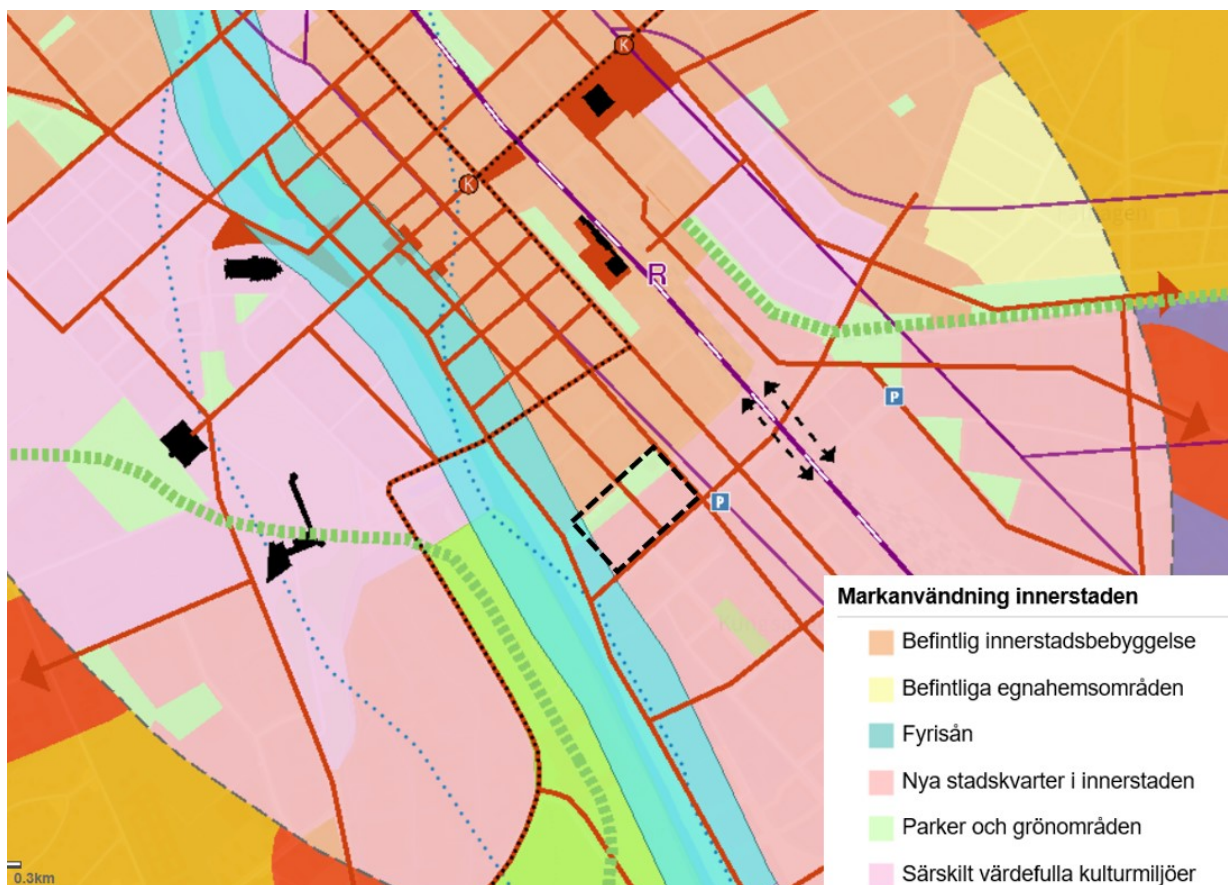 K
K
R
P
P
Markanvändning innerstaden
Befintlig innerstadsbebyggelse
Befintliga egnahemsområden
Fyrisån
Nya stadskvarter i innerstaden
Parker och grönområden
Särskilt värdefulla kulturmiljöer
0.3km